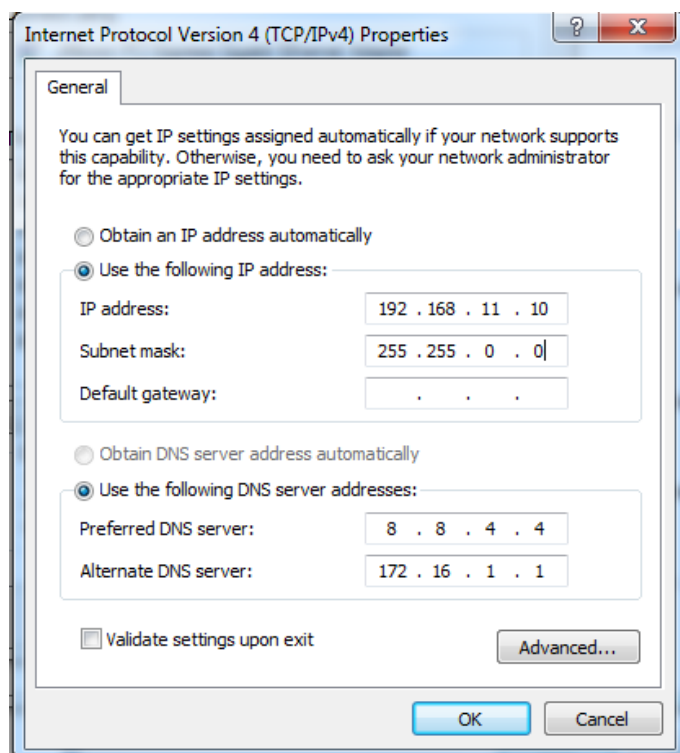 Internet Protocol Version 4 (TCP/IPv4) Properties
?
General
You can get IP settings assigned automatically if your network supports
this capability. Otherwise, you need to ask your network administrator
for the appropriate IP settings.
Obtain an IP address automatically
Use the following IP address:
IP address: 192 . 168 . 11 . 10
Subnet mask: 255 . 255 . 0 . 0
Default gateway: . . .
Obtain DNS server address automatically
Use the following DNS server addresses:
Preferred DNS server: 8 . 8 . 4 . 4
Alternate DNS server: 172 . 16 . 1 . 1
Validate settings upon exit
Advanced...
OK Cancel